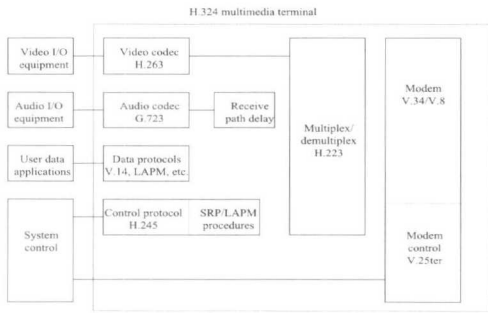 H.324 multimedia terminal
Video I/O
equipment
Video codec
H.263
Audio I/O
equipment
Audio codec
G.723
Receive
path delay
User data
applications
Data protocols
V.14, LAPM, etc.
System
control
Control protocol
H.245
SRP/LAPM
procedures
Multiplex/
demultiplex
H.223
Modem
V.34/V.8
Modem
control
V.25ter